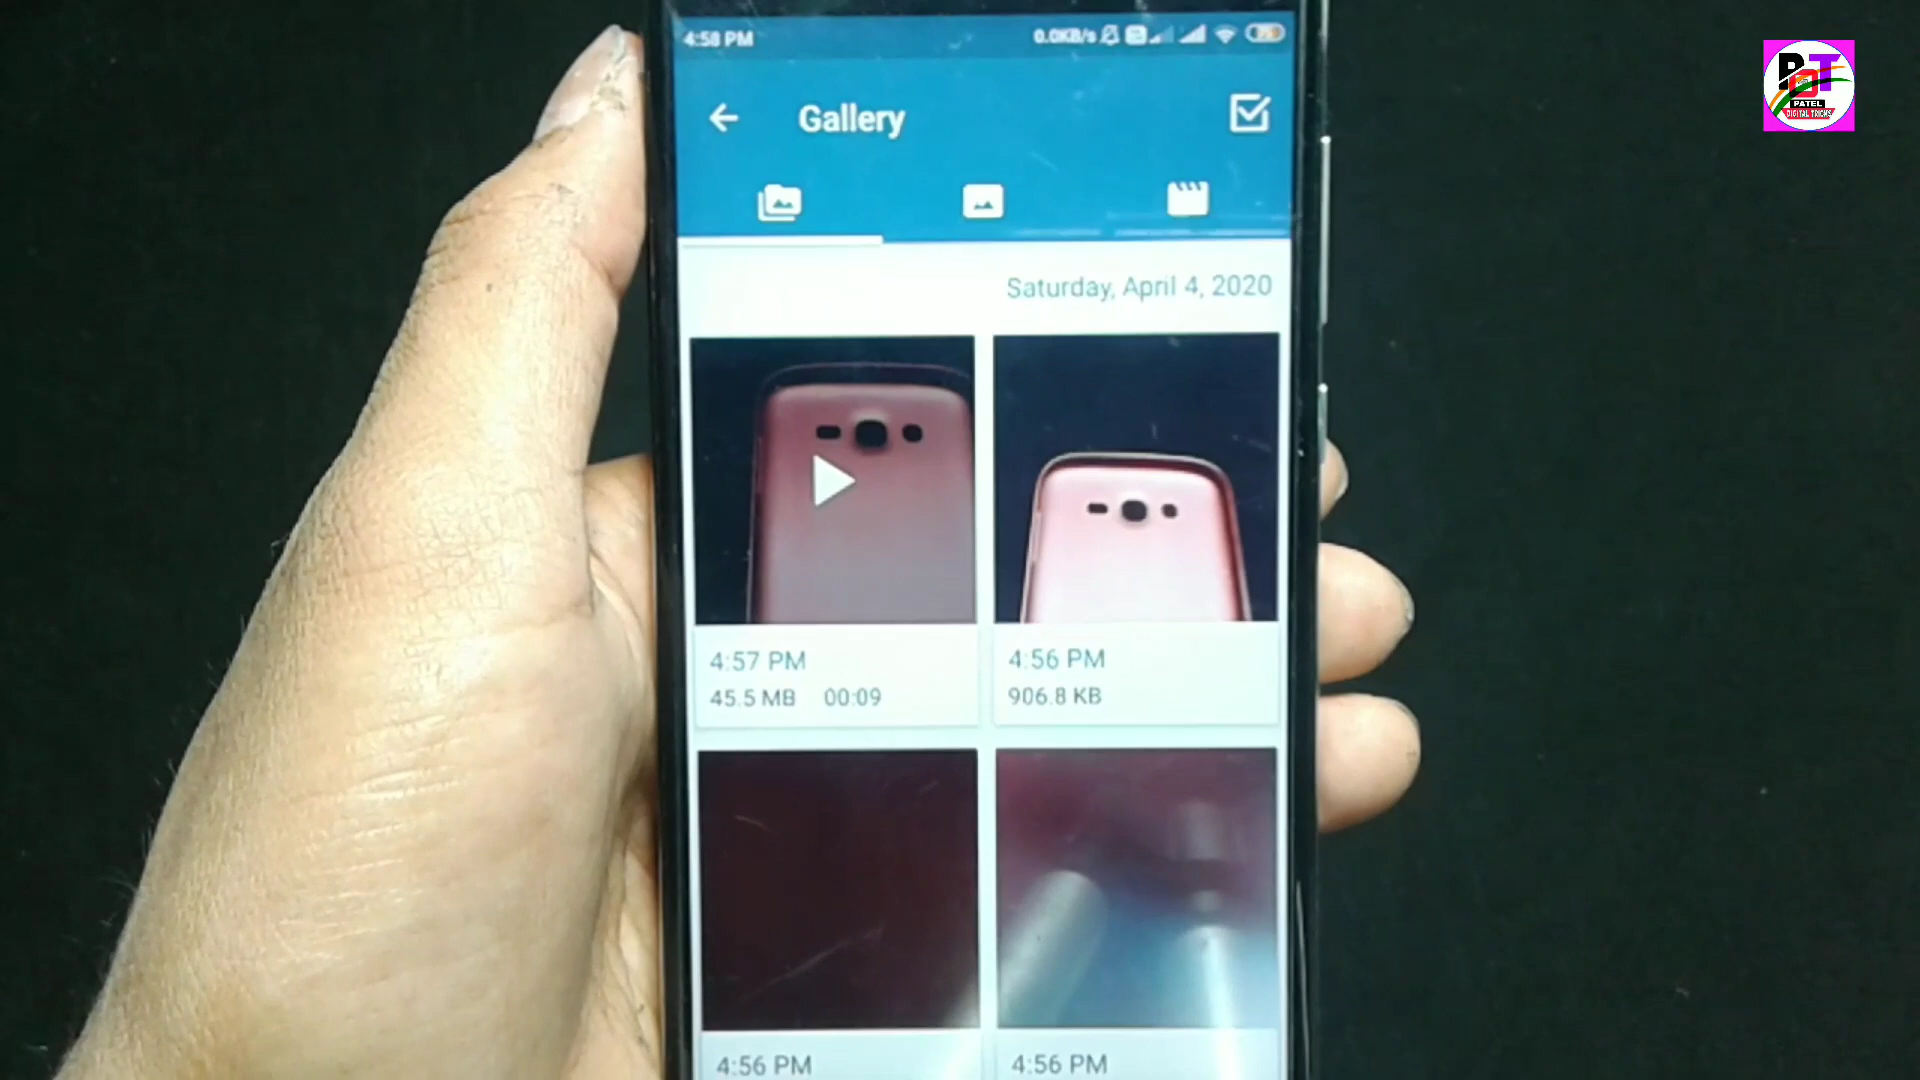 4:58 PM
0.0KB/s
Gallery
Saturday, April 4, 2020
4:57 PM
45.5 MB 00:09
4:56 PM
906.8 KB
4:56 PM
4:56 PM
PDT
PATEL
DIGITAL TRICKS